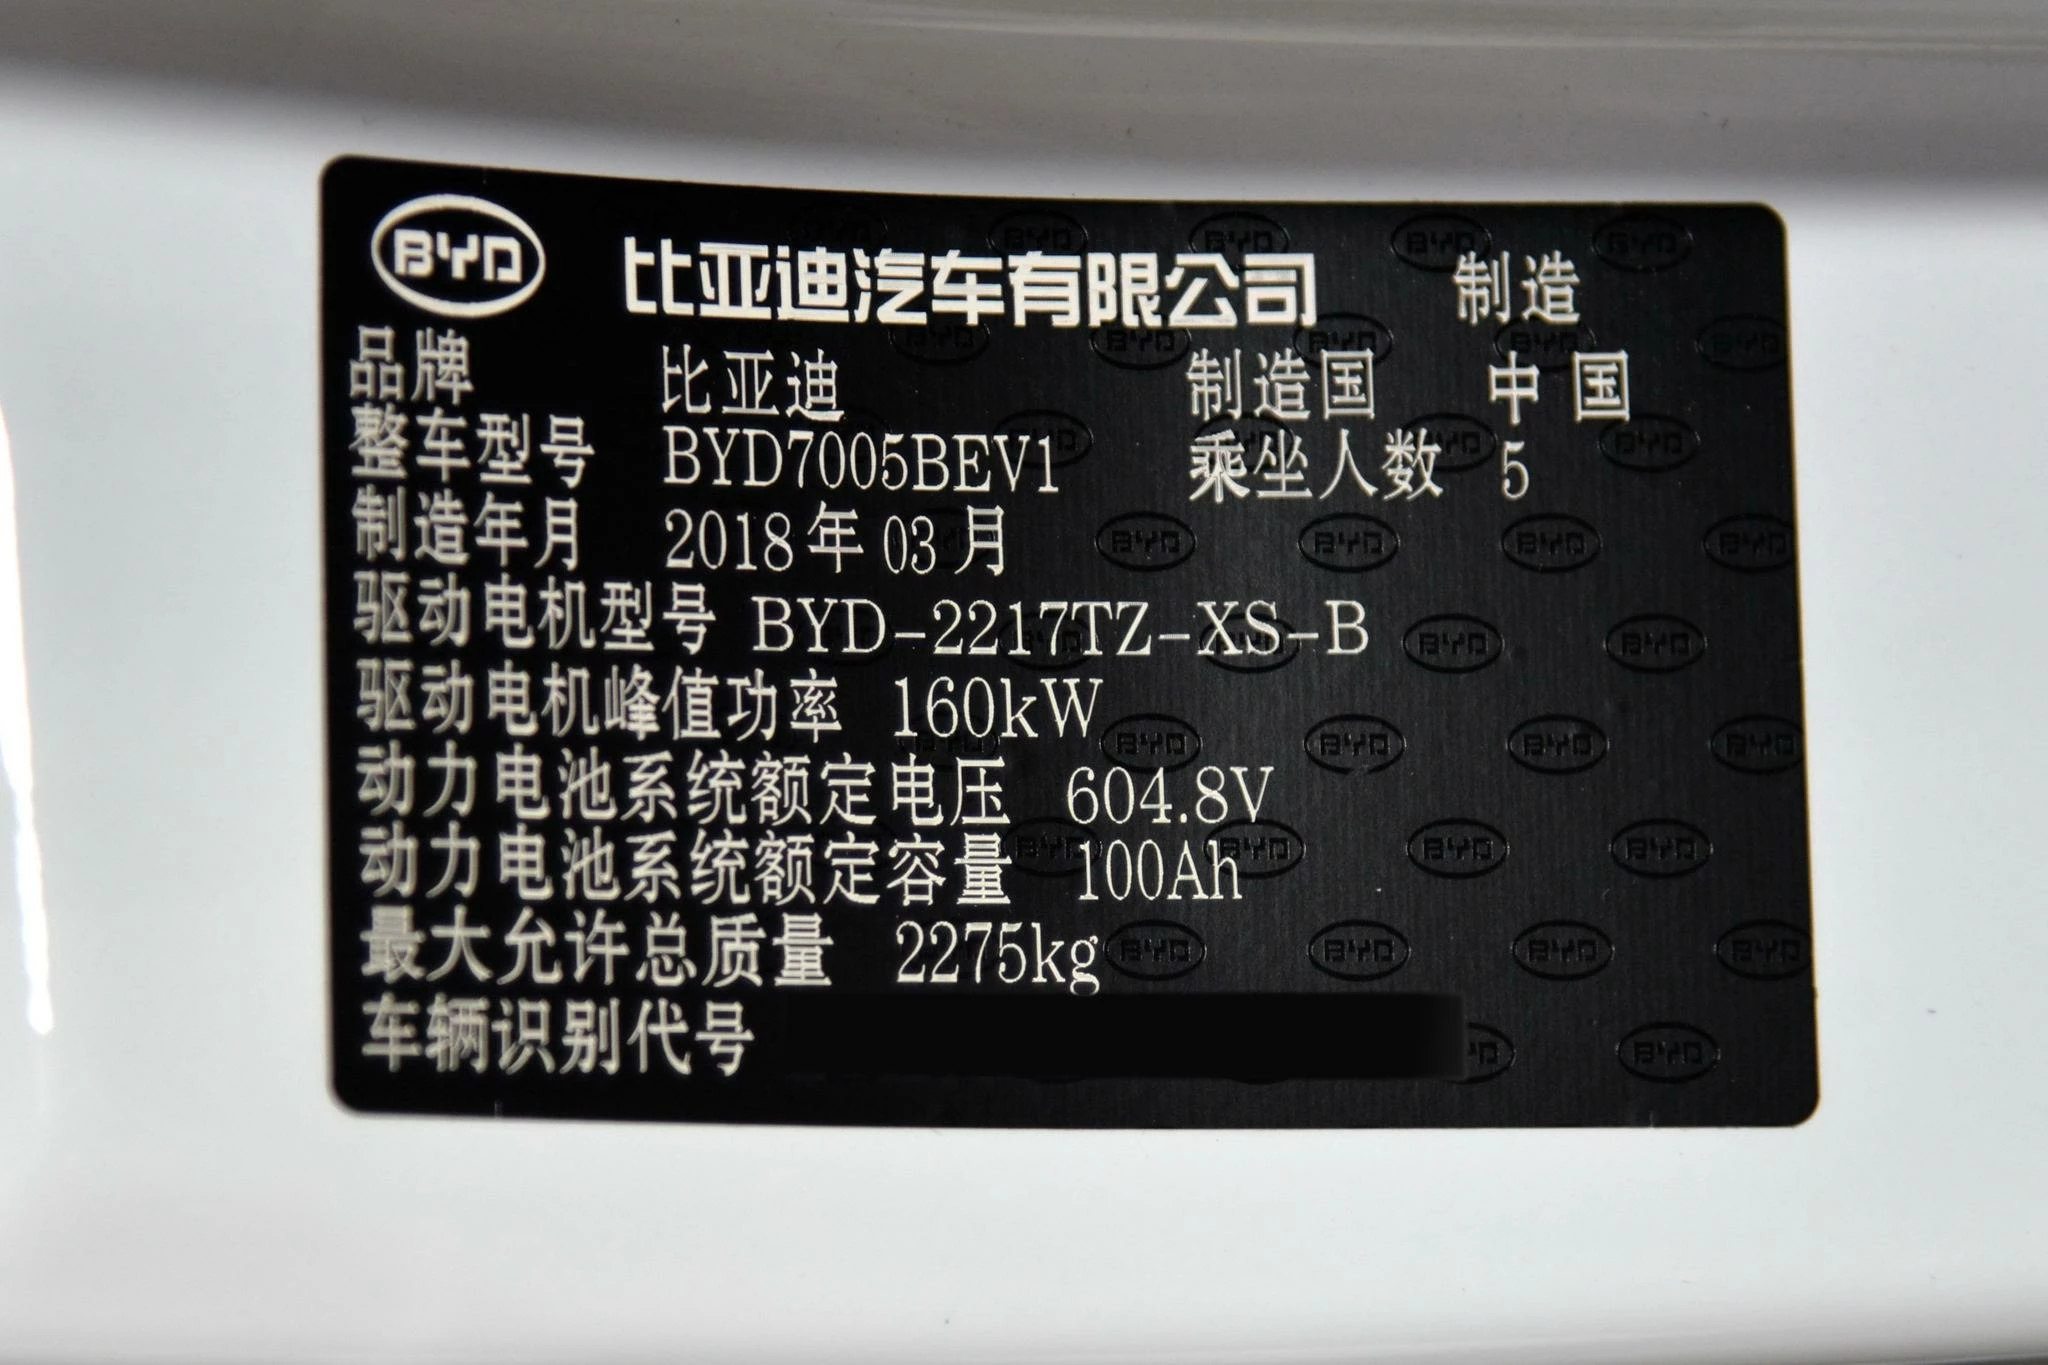 BYD 比亚迪汽车有限公司 制造
品牌 比亚迪 制造国 中国
整车型号 BYD7005BEV1 乘坐人数 5
制造年月 2018年03月
驱动电机型号 BYD-2217TZ-XS-B
驱动电机峰值功率 160kW
动力电池系统额定电压 604.8V
动力电池系统额定容量 100Ah
最大允许总质量 2275kg
车辆识别代号